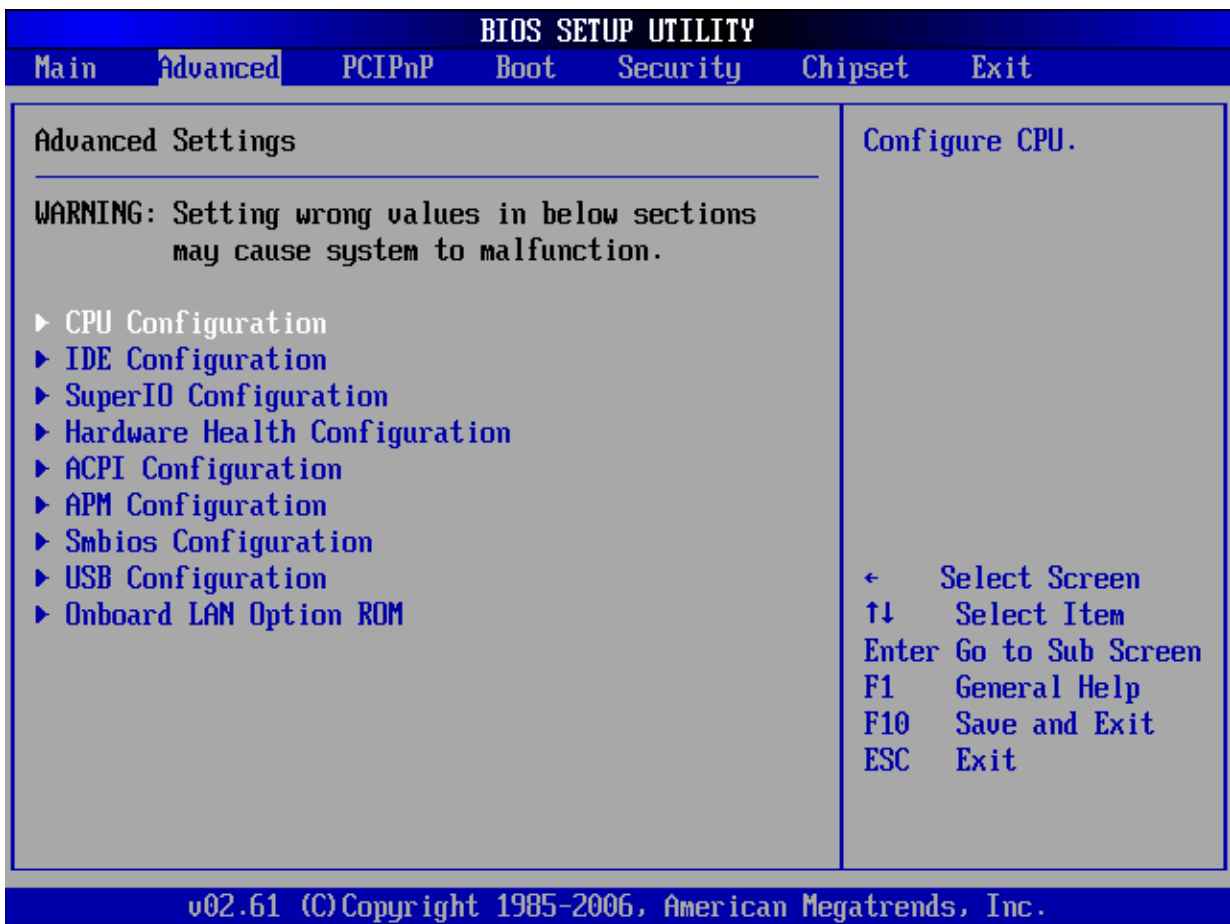 BIOS SETUP UTILITY
Main Advanced PCIPnP Boot Security Chipset Exit
Advanced Settings
WARNING: Setting wrong values in below sections
may cause system to malfunction.
▶ CPU Configuration
▶ IDE Configuration
▶ SuperIO Configuration
▶ Hardware Health Configuration
▶ ACPI Configuration
▶ APM Configuration
▶ Smbios Configuration
▶ USB Configuration
▶ Onboard LAN Option ROM
Configure CPU.
← Select Screen
↑↓ Select Item
Enter Go to Sub Screen
F1 General Help
F10 Save and Exit
ESC Exit
v02.61 (C)Copyright 1985-2006, American Megatrends, Inc.